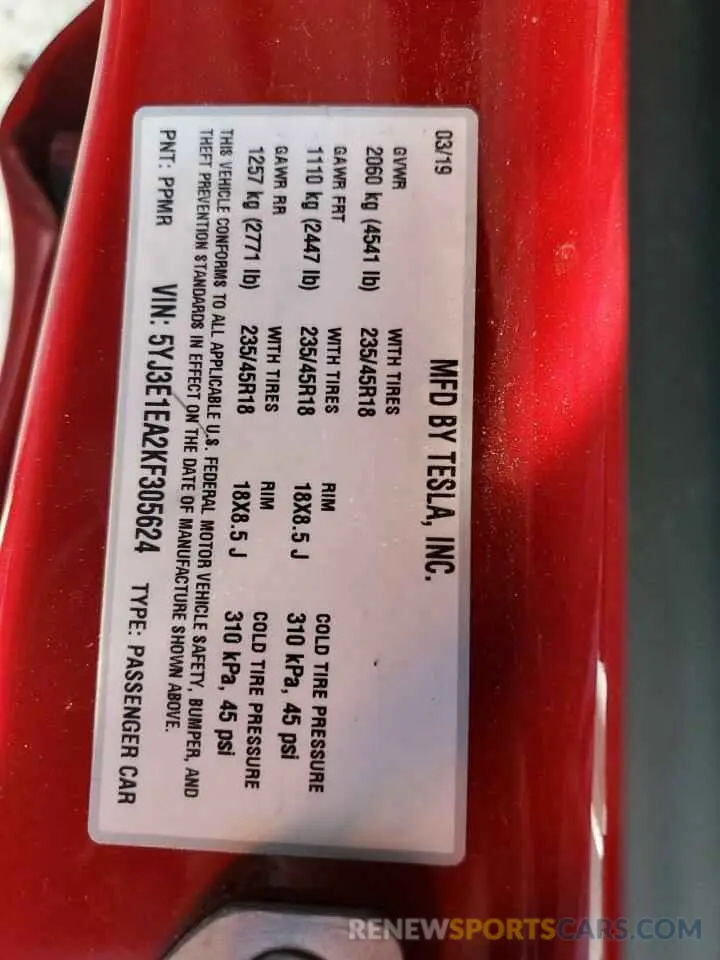 03/19
MFD BY TESLA, INC.
GVWR
2060 kg (4541 lb)
WITH TIRES
235/45R18
GAWR FRT
1110 kg (2447 lb)
WITH TIRES
235/45R18
RIM
18X8.5 J
COLD TIRE PRESSURE
310 kPa, 45 psi
GAWR RR
1257 kg (2771 lb)
WITH TIRES
235/45R18
RIM
18X8.5 J
COLD TIRE PRESSURE
310 kPa, 45 psi
THIS VEHICLE CONFORMS TO ALL APPLICABLE U.S. FEDERAL MOTOR VEHICLE SAFETY, BUMPER, AND
THEFT PREVENTION STANDARDS IN EFFECT ON THE DATE OF MANUFACTURE SHOWN ABOVE.
PNT: PPMR VIN: 5YJ3E1EA2KF305624 TYPE: PASSENGER CAR
RENEWSPORTSCARS.COM